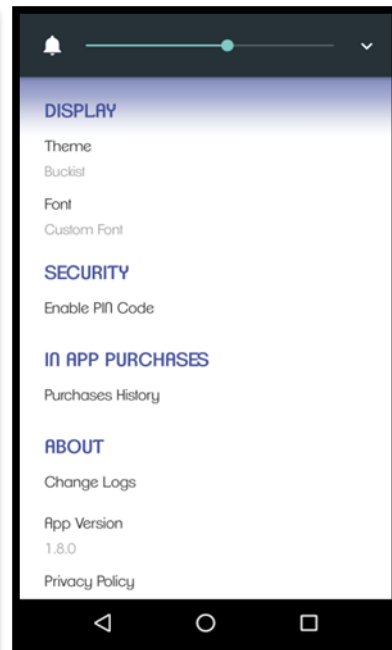 DISPLAY
Theme
Buckist
Font
Custom Font
SECURITY
Enable PIN Code
IN APP PURCHASES
Purchases History
ABOUT
Change Logs
App Version
1.8.0
Privacy Policy